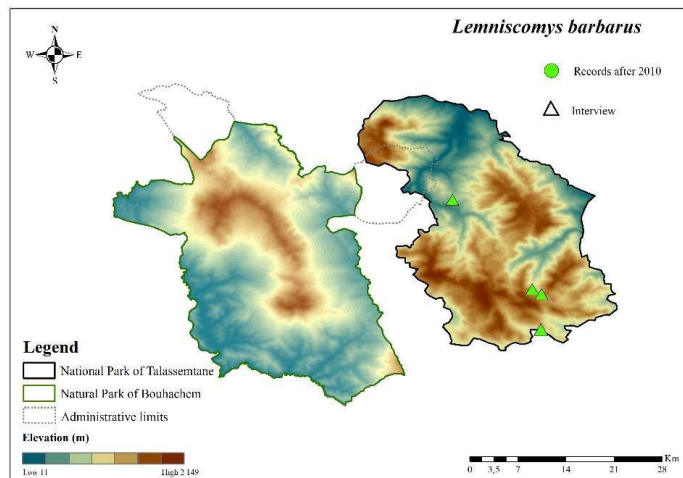 Lemniscomys barbarus
N
W E
S
Records after 2010
Interview
Legend
National Park of Talassemtane
Natural Park of Bouhachem
Administrative limits
Elevation (m)
Low 11 High 2 149
Km
0 3,5 7 14 21 28